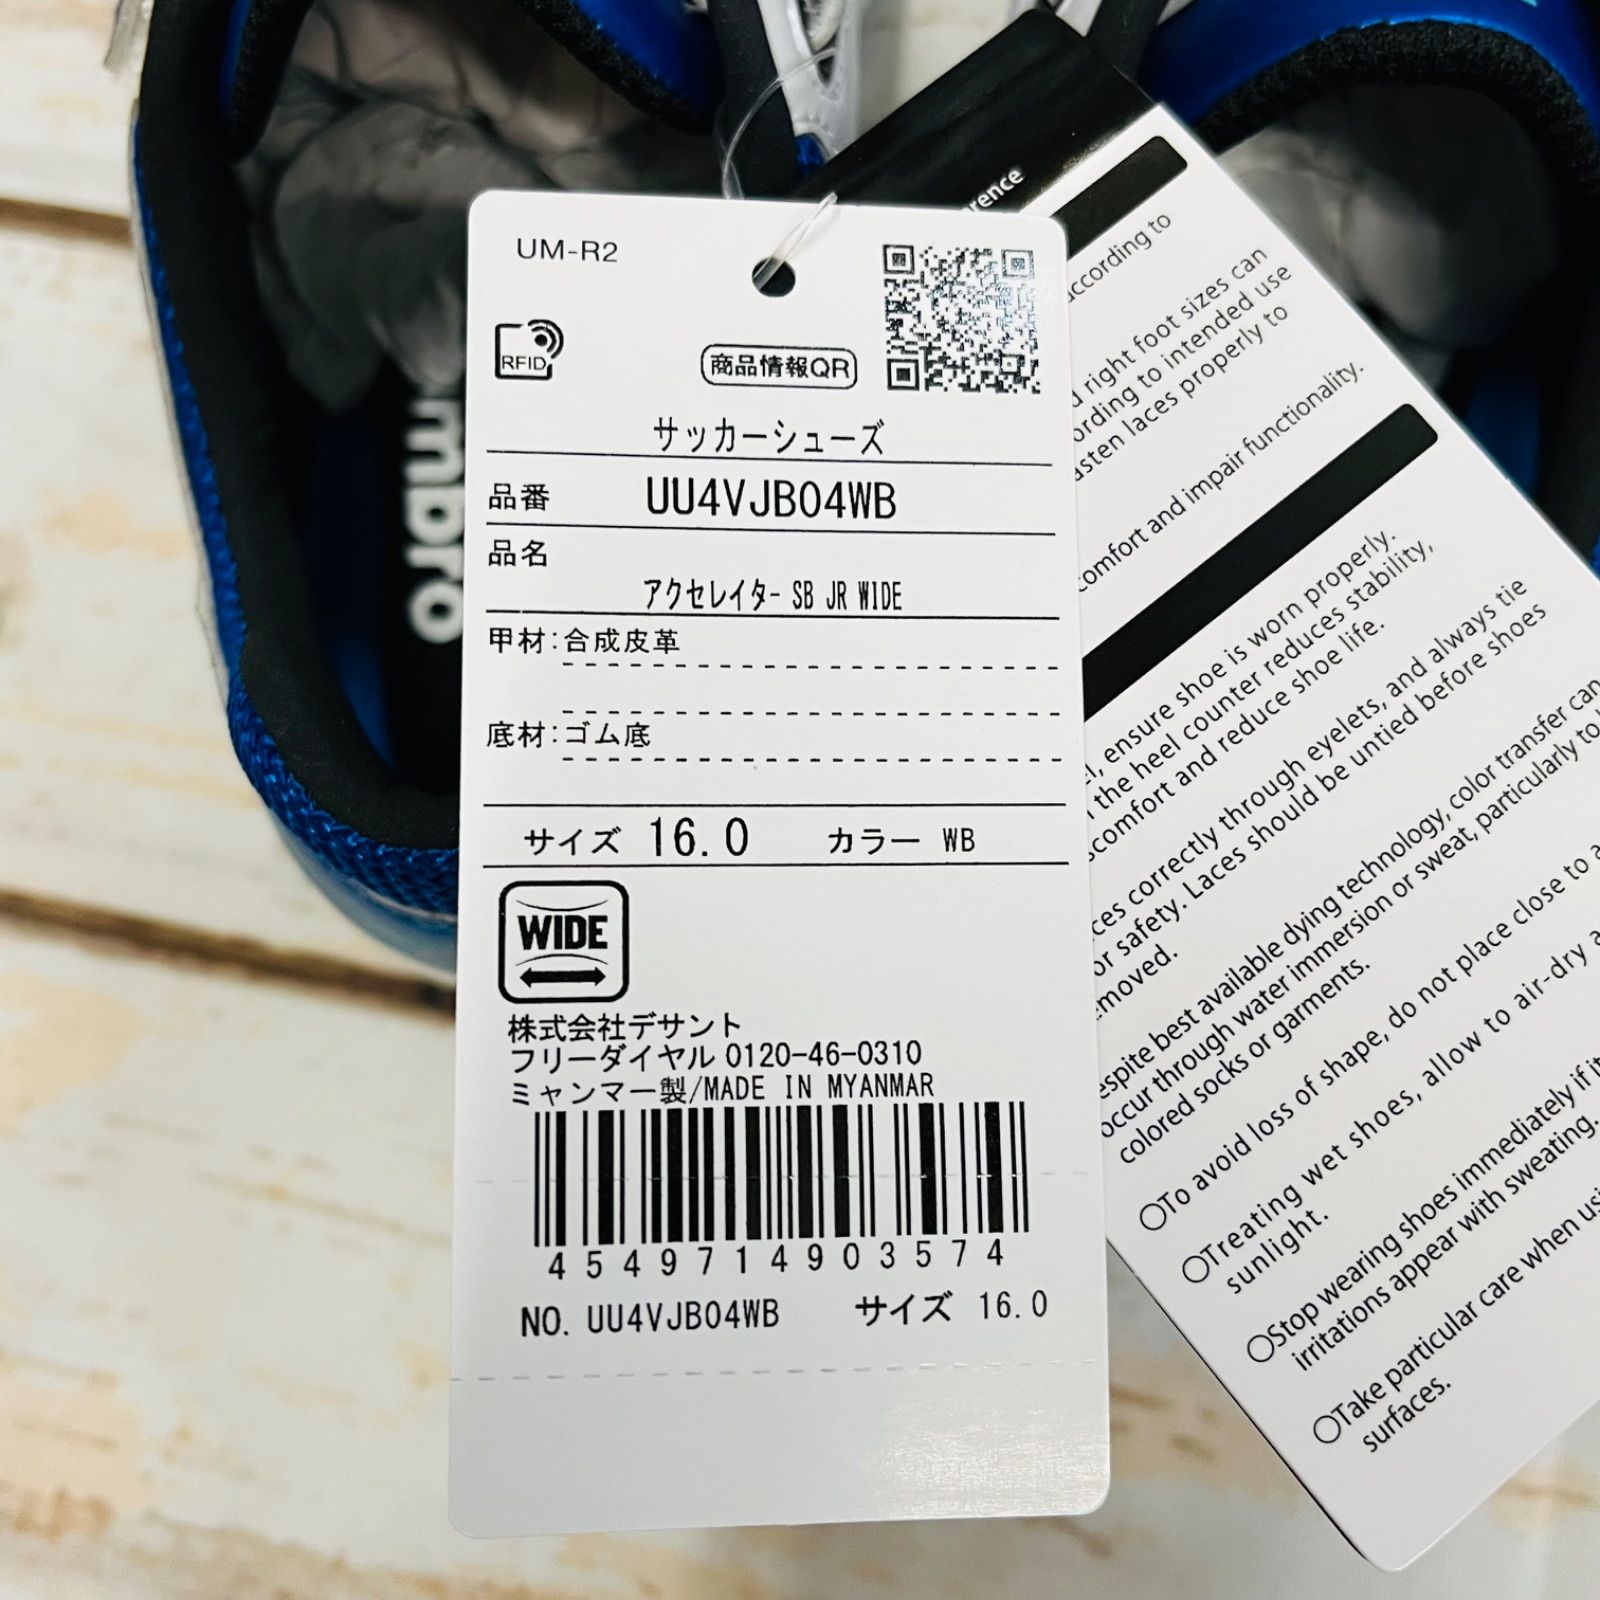 UM-R2
RFID
商品情報QR
サッカーシューズ
品番 UU4VJB04WB
品名
アクセレイター SB JR WIDE
甲材:合成皮革
底材:ゴム底
サイズ 16.0 カラー WB
WIDE
株式会社デサント
フリーダイヤル 0120-46-0310
ミャンマー製/MADE IN MYANMAR
4549714903574
NO. UU4VJB04WB サイズ 16.0
mbro
according to
right foot sizes can
according to intended use
fasten laces properly to
comfort and impair functionality.
ensure shoe is worn properly.
the heel counter reduces stability,
comfort and reduce shoe life.
correctly through eyelets, and always tie
for safety. Laces should be untied before shoes
removed.
Despite best available dying technology, color transfer can
occur through water immersion or sweat, particularly to
colored socks or garments.
○To avoid loss of shape, do not place close to
○Treating wet shoes, allow to air-dry
sunlight.
○Stop wearing shoes immediately if
irritations appear with sweating.
○Take particular care when
surfaces.